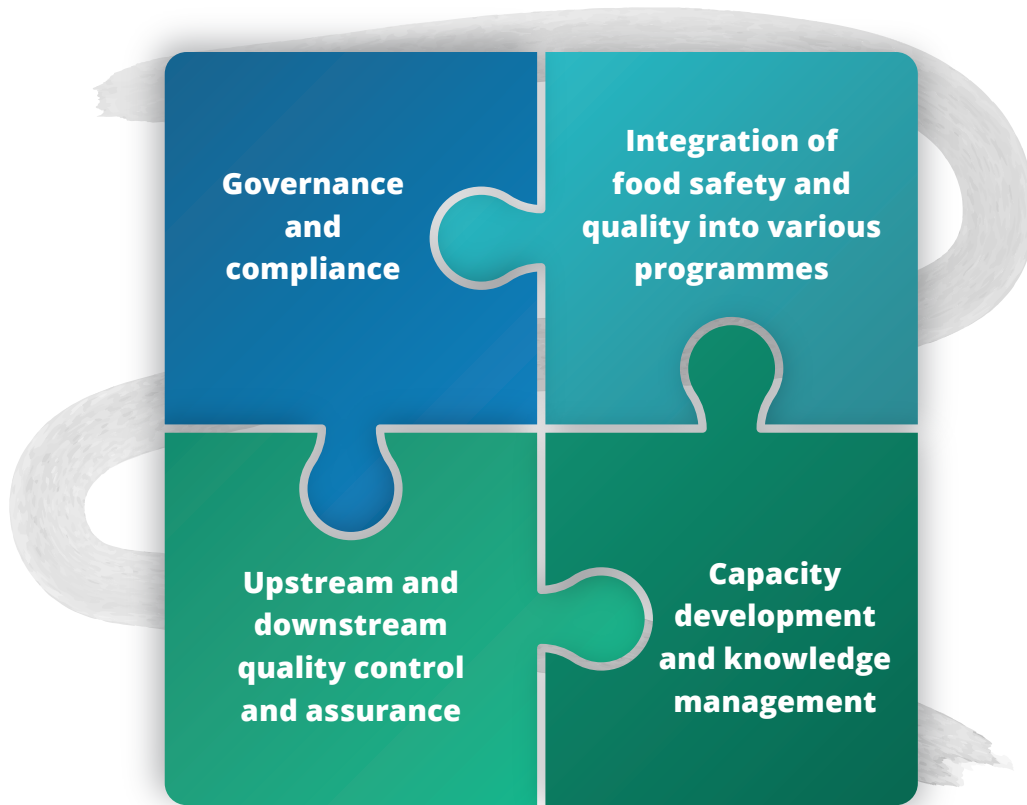 Governance
and
compliance
Integration of
food safety and
quality into various
programmes
Upstream and
downstream
quality control
and assurance
Capacity
development
and knowledge
management